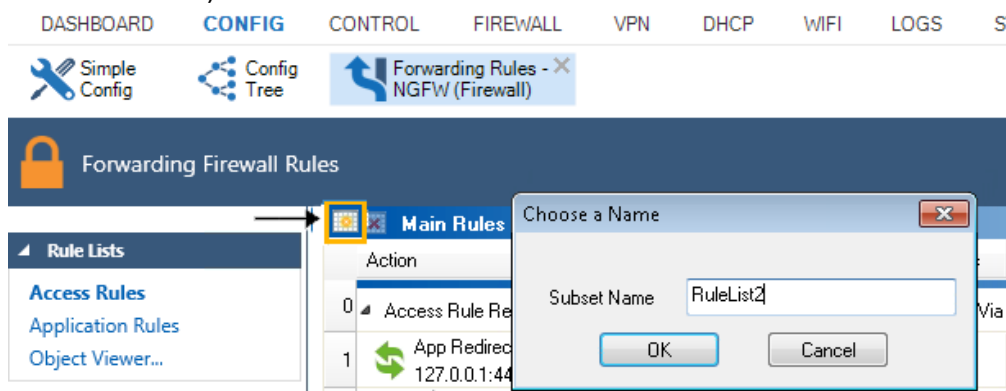 DASHBOARD CONFIG CONTROL FIREWALL VPN DHCP WIFI LOGS S
Simple Config
Config Tree
Forwarding Rules - NGFW (Firewall)
Forwarding Firewall Rules
Rule Lists
Access Rules
Application Rules
Object Viewer...
Main Rules
Action
0 Access Rule Re
Via
1 App Redirec
127.0.0.1:44
Choose a Name
Subset Name RuleList2
OK Cancel